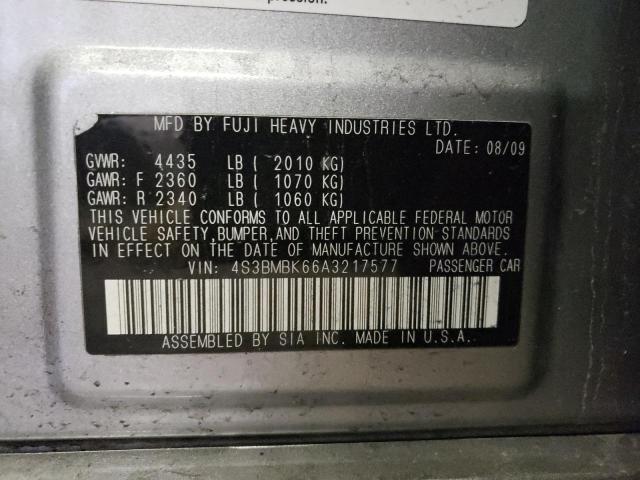 precision.
MFD BY FUJI HEAVY INDUSTRIES LTD.
DATE: 08/09
GVWR: 4435 LB ( 2010 KG)
GAWR: F 2360 LB ( 1070 KG)
GAWR: R 2340 LB ( 1060 KG)
THIS VEHICLE CONFORMS TO ALL APPLICABLE FEDERAL MOTOR
VEHICLE SAFETY,BUMPER,AND THEFT PREVENTION STANDARDS
IN EFFECT ON THE DATE OF MANUFACTURE SHOWN ABOVE.
VIN: 4S3BMBK66A3217577 PASSENGER CAR
ASSEMBLED BY SIA INC. MADE IN U.S.A.